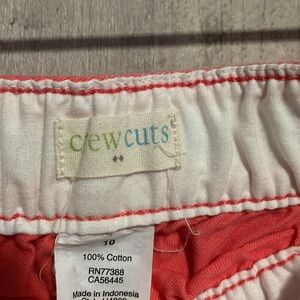 crewcuts
10
100% Cotton
RN77388
CA56445
Made in Indonesia